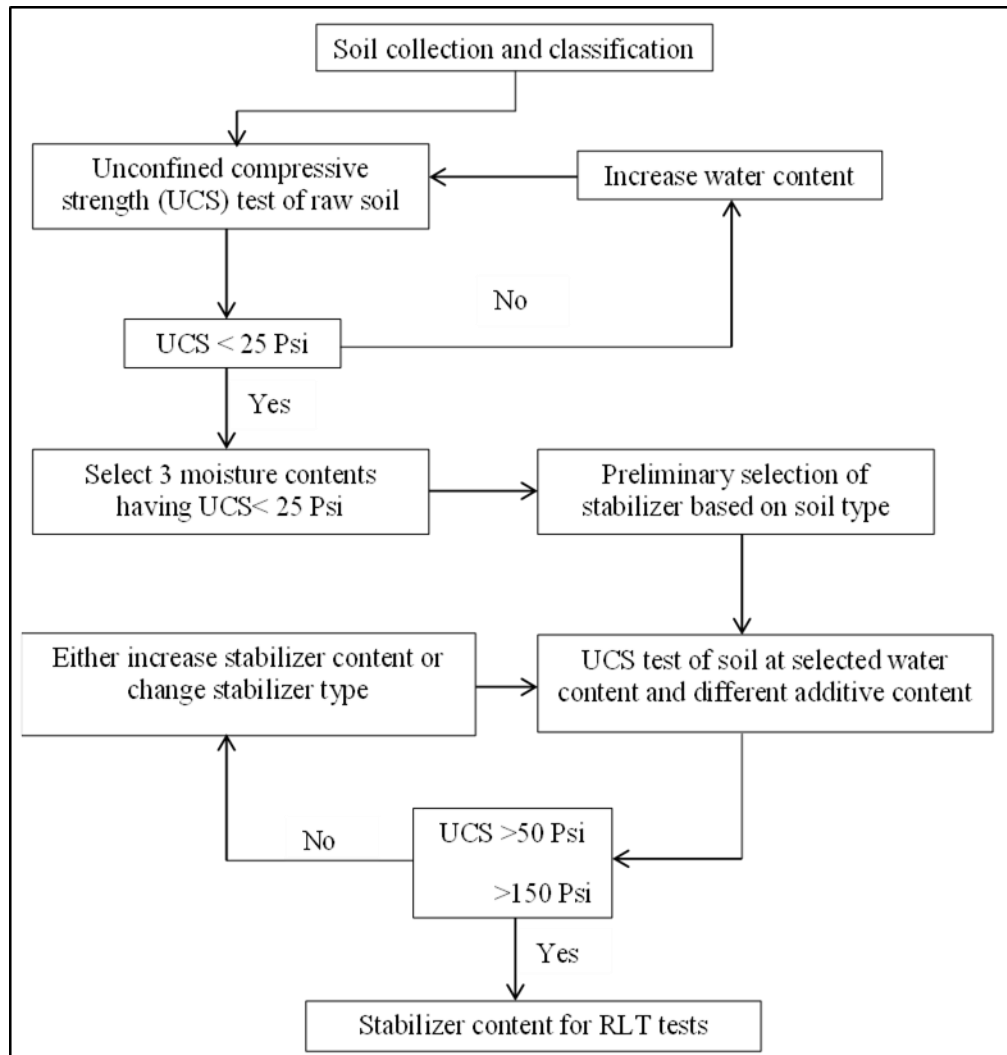 Soil collection and classification
Unconfined compressive
strength (UCS) test of raw soil
Increase water content
No
UCS < 25 Psi
Yes
Select 3 moisture contents
having UCS< 25 Psi
Preliminary selection of
stabilizer based on soil type
Either increase stabilizer content or
change stabilizer type
UCS test of soil at selected water
content and different additive content
No
UCS >50 Psi
>150 Psi
Yes
Stabilizer content for RLT tests